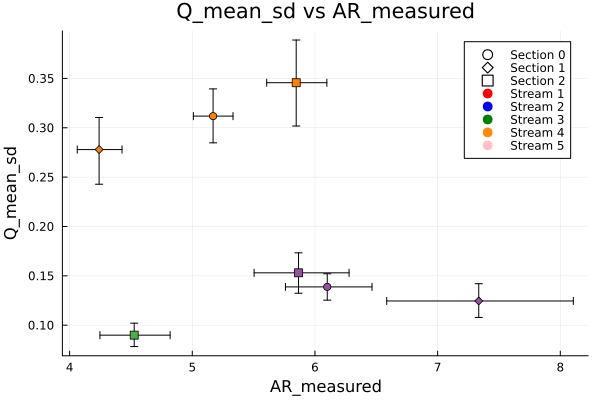 Q_mean_sd vs AR_measured
Section 0
Section 1
Section 2
Stream 1
Stream 2
Stream 3
Stream 4
Stream 5
Q_mean_sd
0.35
0.30
0.25
0.20
0.15
0.10
4 5 6 7 8
AR_measured